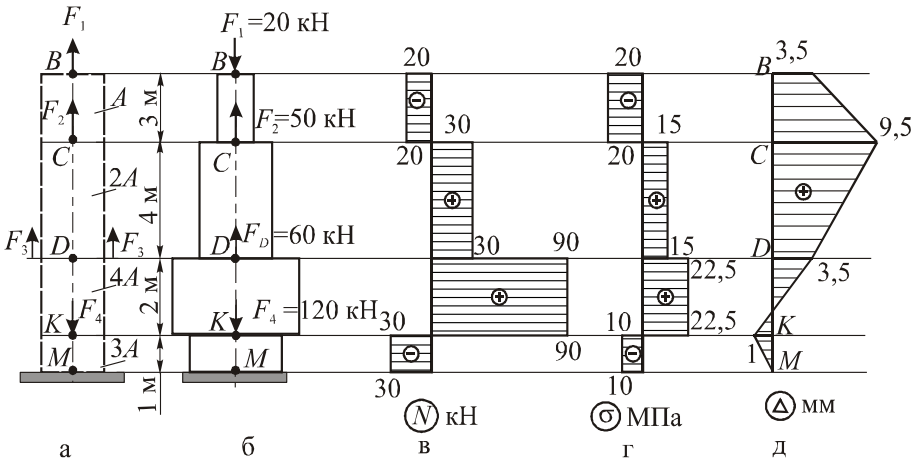 F₁
B
F₂
A
C
2A
F₃
D
F₃
4A
F₄
K
M
3A
3 м
4 м
2 м
1 м
а
F₁=20 кН
B
F₂=50 кН
C
F_D=60 кН
D
F₄=120 кН
K
M
б
20
30
20
30
90
30
90
30
N кН
в
20
15
20
15
22,5
10
22,5
10
σ МПа
г
B
3,5
9,5
C
D
3,5
K
1
M
Δ мм
д